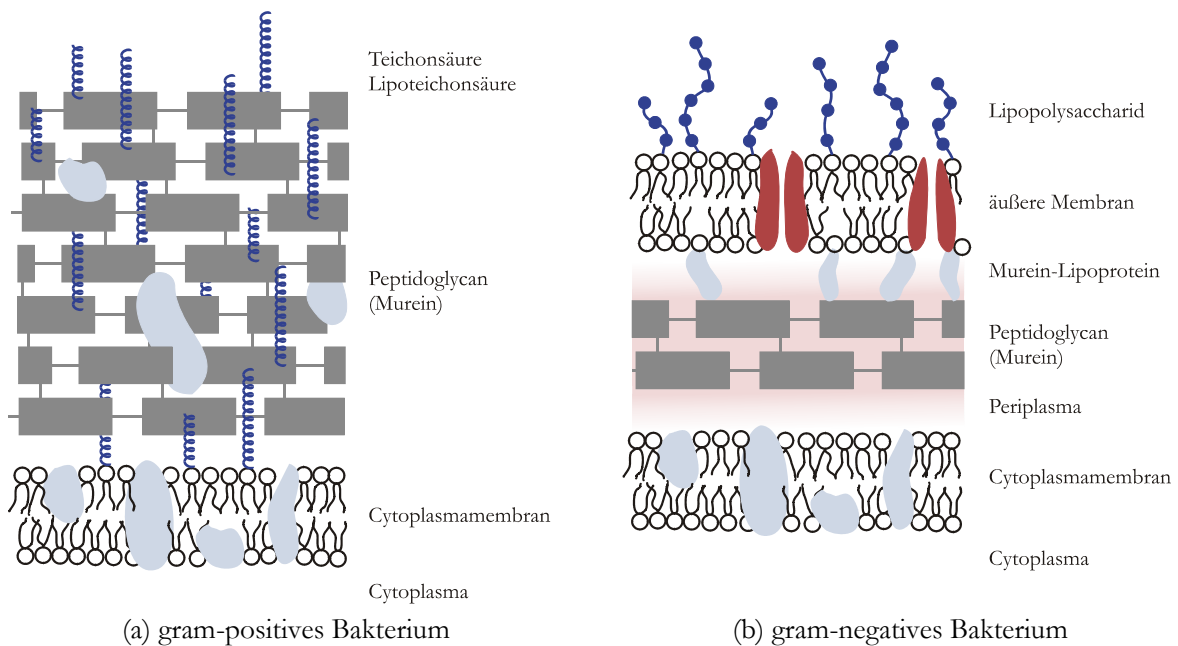 Teichonsäure
Lipoteichonsäure
Peptidoglycan
(Murein)
Cytoplasmamembran
Cytoplasma
(a) gram-positives Bakterium
Lipopolysaccharid
äußere Membran
Murein-Lipoprotein
Peptidoglycan
(Murein)
Periplasma
Cytoplasmamembran
Cytoplasma
(b) gram-negatives Bakterium